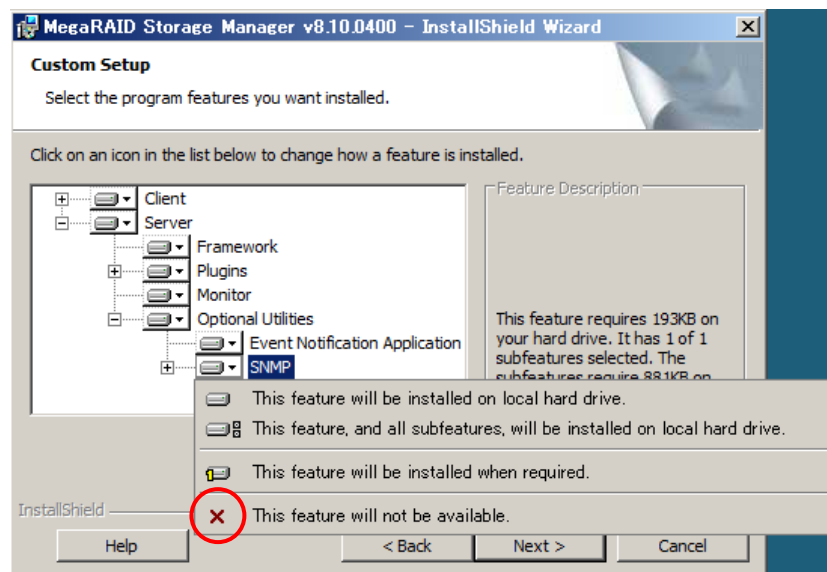 MegaRAID Storage Manager v8.10.0400 - InstallShield Wizard
Custom Setup
Select the program features you want installed.
Click on an icon in the list below to change how a feature is installed.
Client
Server
Framework
Plugins
Monitor
Optional Utilities
Event Notification Application
SNMP
Feature Description
This feature requires 193KB on
your hard drive. It has 1 of 1
subfeatures selected. The
subfeatures require 881KB on
This feature will be installed on local hard drive.
This feature, and all subfeatures, will be installed on local hard drive.
This feature will be installed when required.
This feature will not be available.
InstallShield
Help
< Back
Next >
Cancel